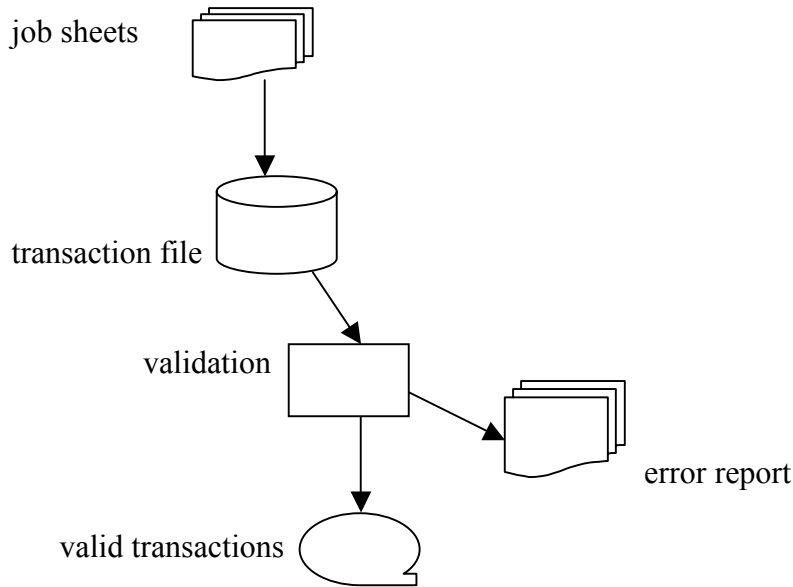 job sheets
transaction file
validation
error report
valid transactions